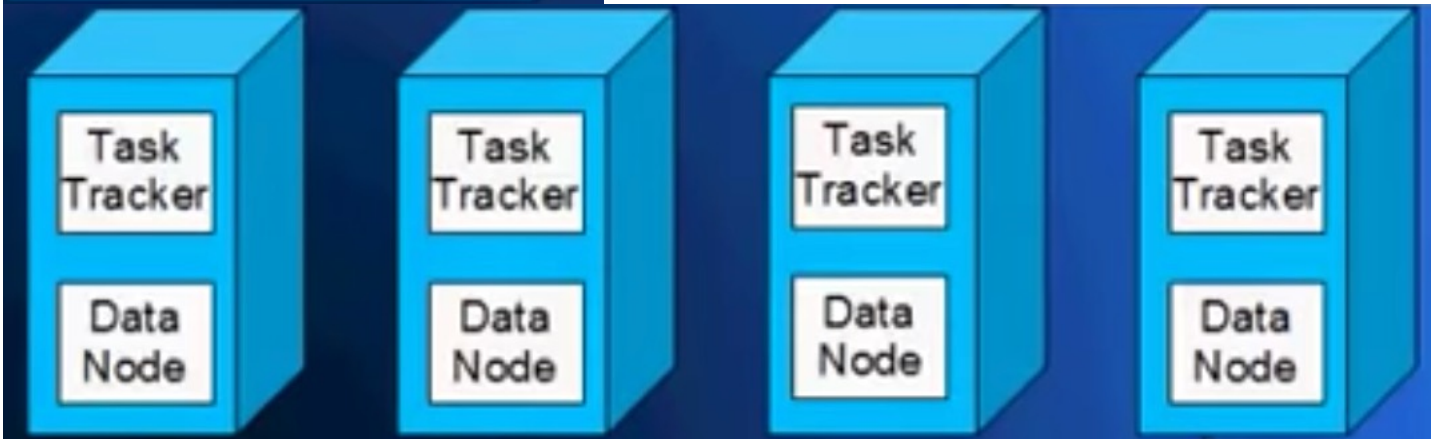 Task
Tracker
Data
Node
Task
Tracker
Data
Node
Task
Tracker
Data
Node
Task
Tracker
Data
Node